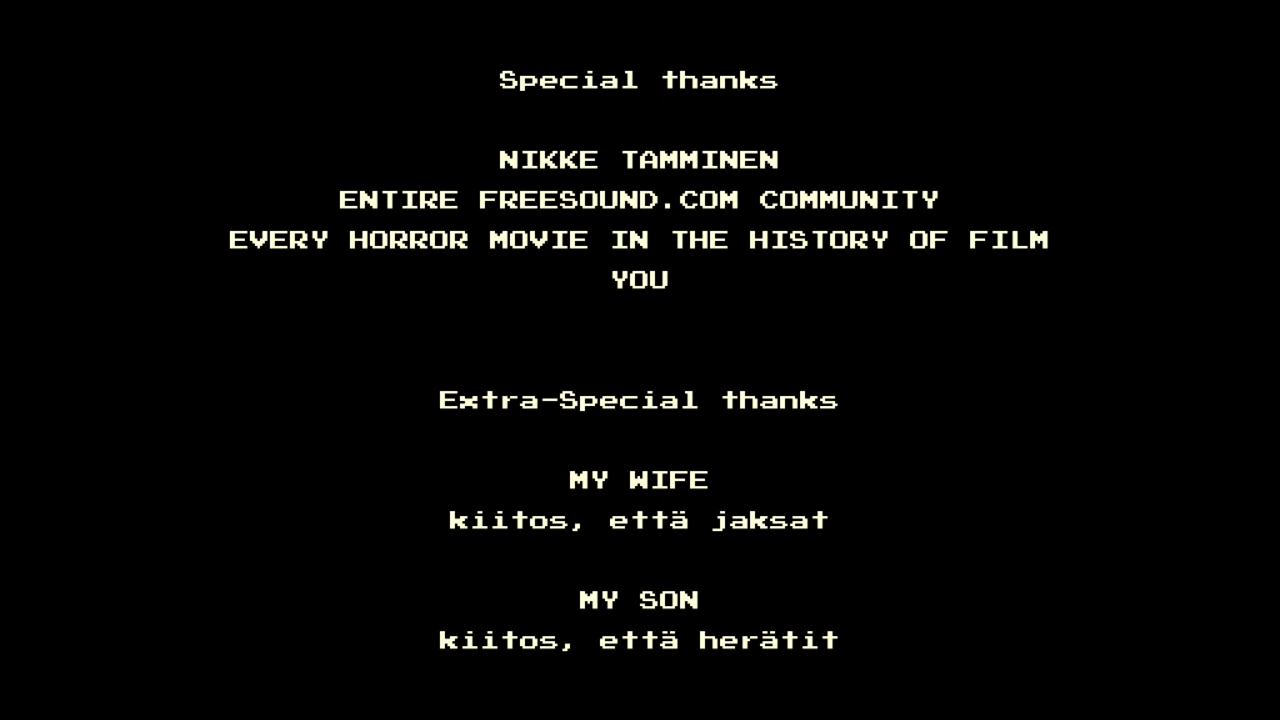 Special thanks
NIKKE TAMMINEN
ENTIRE FREESOUND.COM COMMUNITY
EVERY HORROR MOVIE IN THE HISTORY OF FILM
YOU
Extra-Special thanks
MY WIFE
kiitos, että jaksat
MY SON
kiitos, että herätit